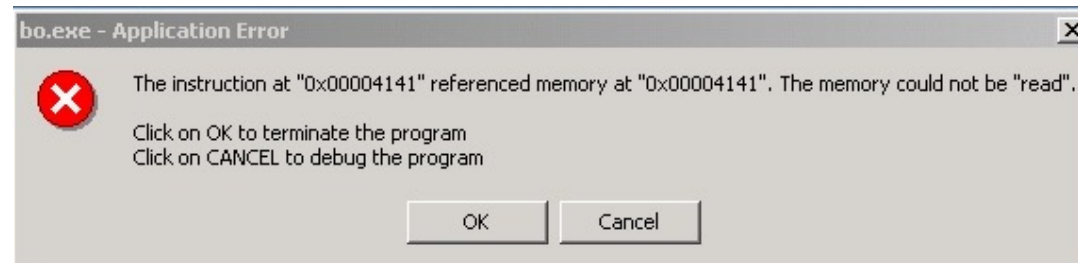 bo.exe - Application Error
The instruction at "0x00004141" referenced memory at "0x00004141". The memory could not be "read".
Click on OK to terminate the program
Click on CANCEL to debug the program
OK Cancel